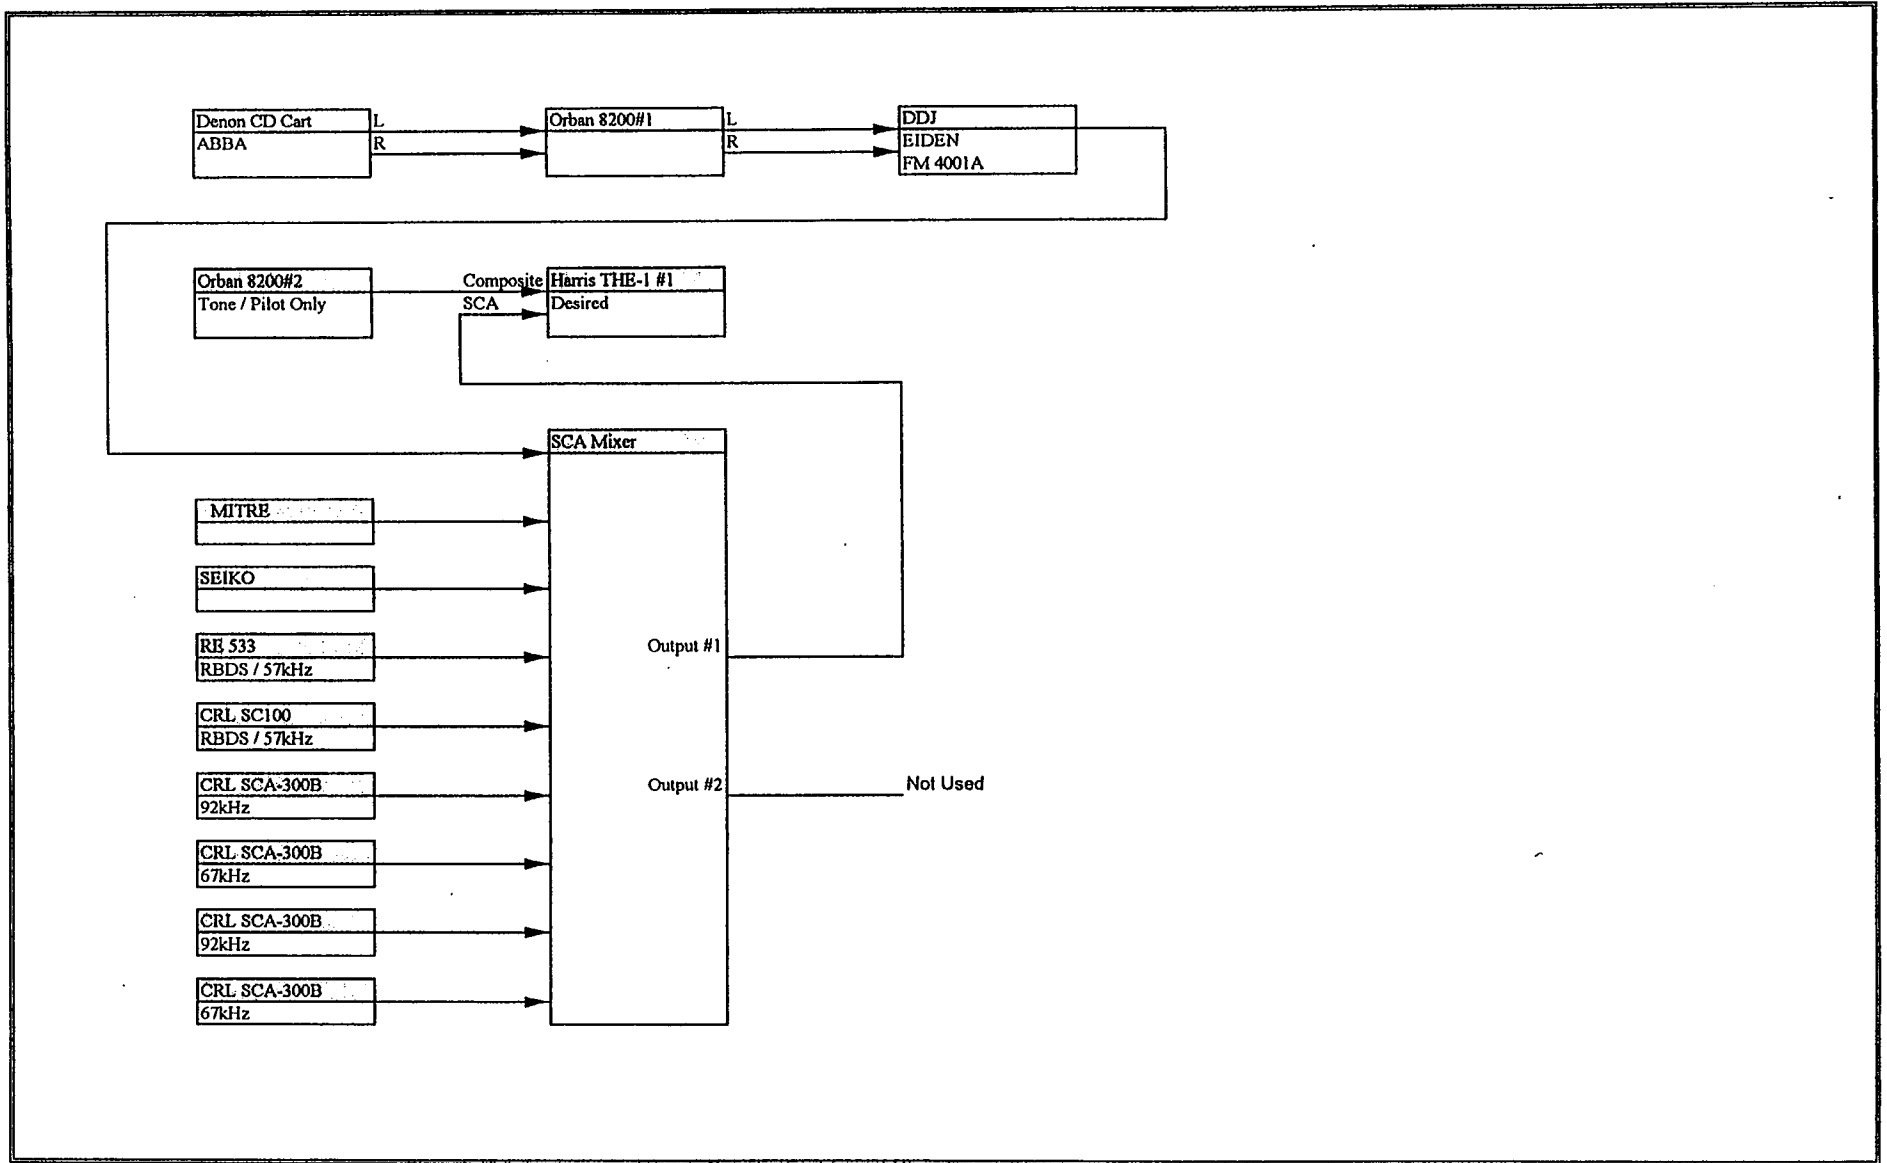 Denon CD Cart
ABBA
L
R
Orban 8200#1
L
R
DDJ
EIDEN
FM 4001A
Orban 8200#2
Tone / Pilot Only
Composite
SCA
Harris THE-1 #1
Desired
SCA Mixer
MITRE
SEIKO
RE 533
RBDS / 57kHz
Output #1
CRL SC100
RBDS / 57kHz
CRL SCA-300B
92kHz
Output #2
Not Used
CRL SCA-300B
67kHz
CRL SCA-300B
92kHz
CRL SCA-300B
67kHz